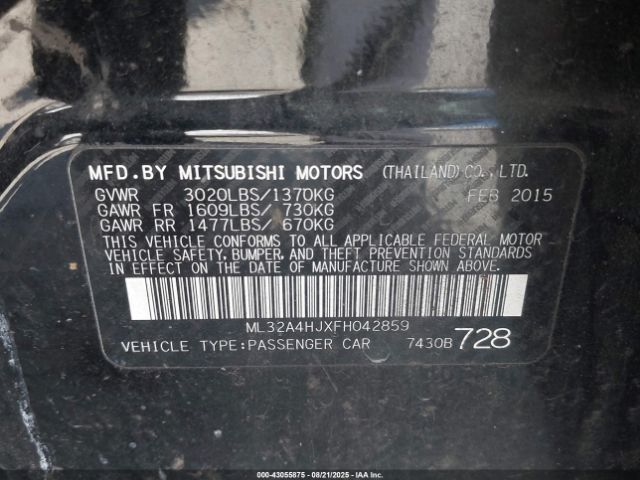 MFD.BY MITSUBISHI MOTORS (THAILAND)CO.,LTD.
GVWR 3020LBS/1370KG FEB 2015
GAWR FR 1609LBS/ 730KG
GAWR RR 1477LBS/ 670KG
THIS VEHICLE CONFORMS TO ALL APPLICABLE FEDERAL MOTOR
VEHICLE SAFETY,BUMPER,AND THEFT PREVENTION STANDARDS
IN EFFECT ON THE DATE OF MANUFACTURE SHOWN ABOVE.
ML32A4HJXFH042859
VEHICLE TYPE:PASSENGER CAR 7430B 728
000-43055875 - 08/21/2025 - IAA Inc.